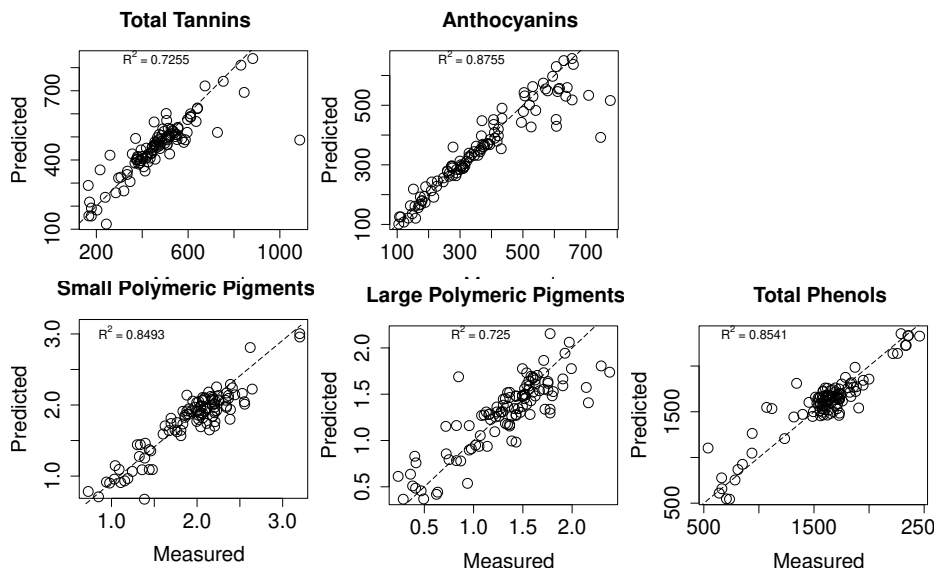 Total Tannins
Anthocyanins
R² = 0.7255
R² = 0.8755
Predicted
100 400 700
200 400 600 800 1000
Predicted
100 300 500
100 200 300 400 500 700
Small Polymeric Pigments
Large Polymeric Pigments
Total Phenols
R² = 0.8493
R² = 0.725
R² = 0.8541
Predicted
1.0 2.0 3.0
1.0 2.0 3.0
Measured
Predicted
0.5 1.0 1.5 2.0
0.5 1.0 1.5 2.0
Measured
Predicted
500 1500
500 1500
Measured